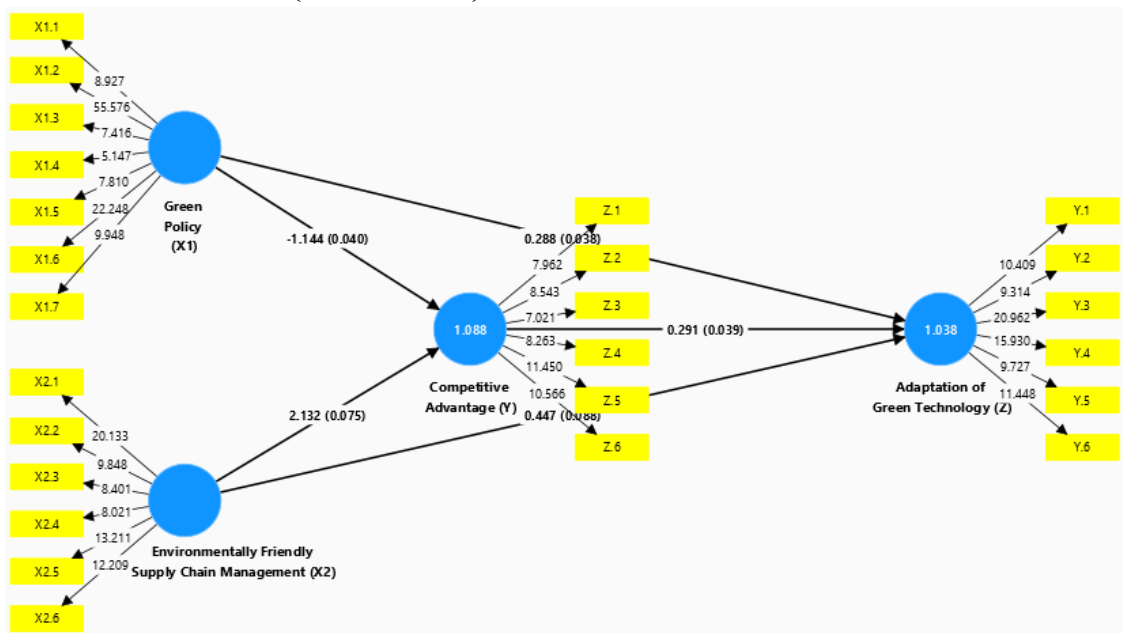 X1.1
X1.2
X1.3
X1.4
X1.5
X1.6
X1.7
8.927
55.576
7.416
5.147
7.810
22.248
9.948
Green
Policy
(X1)
-1.144 (0.040)
0.288 (0.038)
X2.1
X2.2
X2.3
X2.4
X2.5
X2.6
20.133
9.848
8.401
8.021
13.211
12.209
Environmentally Friendly
Supply Chain Management (X2)
2.132 (0.075)
0.447 (0.088)
1.088
Competitive
Advantage (Y)
7.962
8.543
7.021
8.263
11.450
10.566
Z.1
Z.2
Z.3
Z.4
Z.5
Z.6
0.291 (0.039)
1.038
Adaptation of
Green Technology (Z)
10.409
9.314
20.962
15.930
9.727
11.448
Y.1
Y.2
Y.3
Y.4
Y.5
Y.6